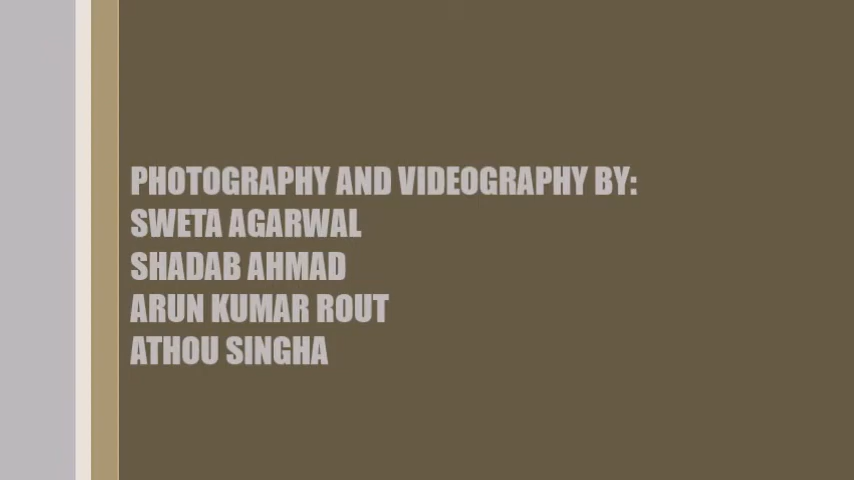 PHOTOGRAPHY AND VIDEOGRAPHY BY:
SWETA AGARWAL
SHADAB AHMAD
ARUN KUMAR ROUT
ATHOU SINGHA